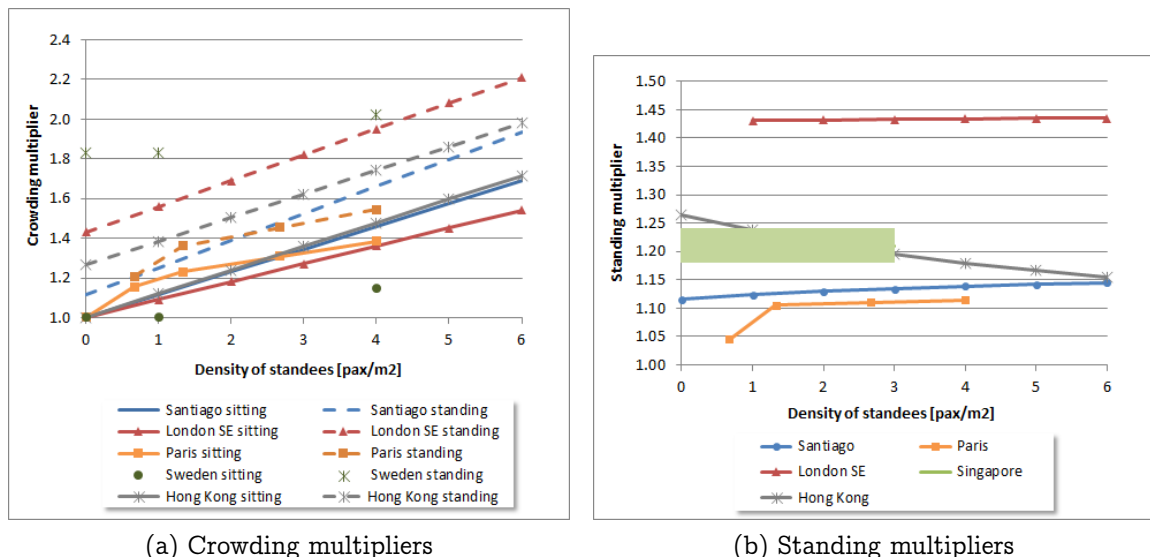 Crowding multiplier
2.4
2.2
2.0
1.8
1.6
1.4
1.2
1.0
0 1 2 3 4 5 6
Density of standees [pax/m2]
Santiago sitting Santiago standing
London SE sitting London SE standing
Paris sitting Paris standing
Sweden sitting Sweden standing
Hong Kong sitting Hong Kong standing
(a) Crowding multipliers
Standing multiplier
1.50
1.45
1.40
1.35
1.30
1.25
1.20
1.15
1.10
1.05
1.00
0 1 2 3 4 5 6
Density of standees [pax/m2]
Santiago Paris
London SE Singapore
Hong Kong
(b) Standing multipliers